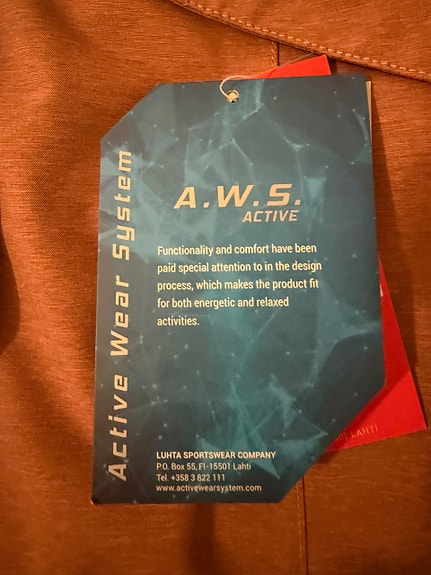 Active Wear System
A.W.S.
ACTIVE
Functionality and comfort have been
paid special attention to in the design
process, which makes the product fit
for both energetic and relaxed
activities.
LUHTA SPORTSWEAR COMPANY
P.O. Box 55, FI-15501 Lahti
Tel. +358 3 822 111
www.activewearsystem.com
LAHTI